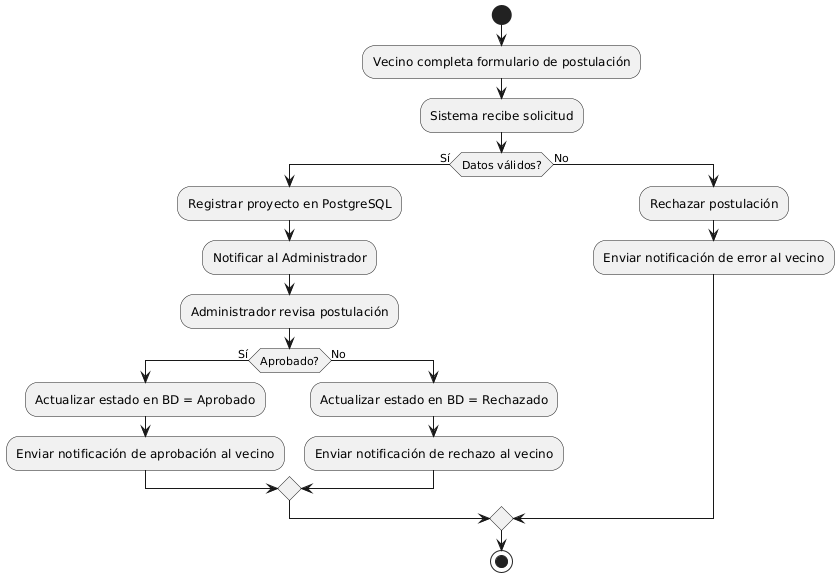 Vecino completa formulario de postulación
Sistema recibe solicitud
Sí
Datos válidos?
No
Registrar proyecto en PostgreSQL
Rechazar postulación
Notificar al Administrador
Enviar notificación de error al vecino
Administrador revisa postulación
Sí
Aprobado?
No
Actualizar estado en BD = Aprobado
Actualizar estado en BD = Rechazado
Enviar notificación de aprobación al vecino
Enviar notificación de rechazo al vecino